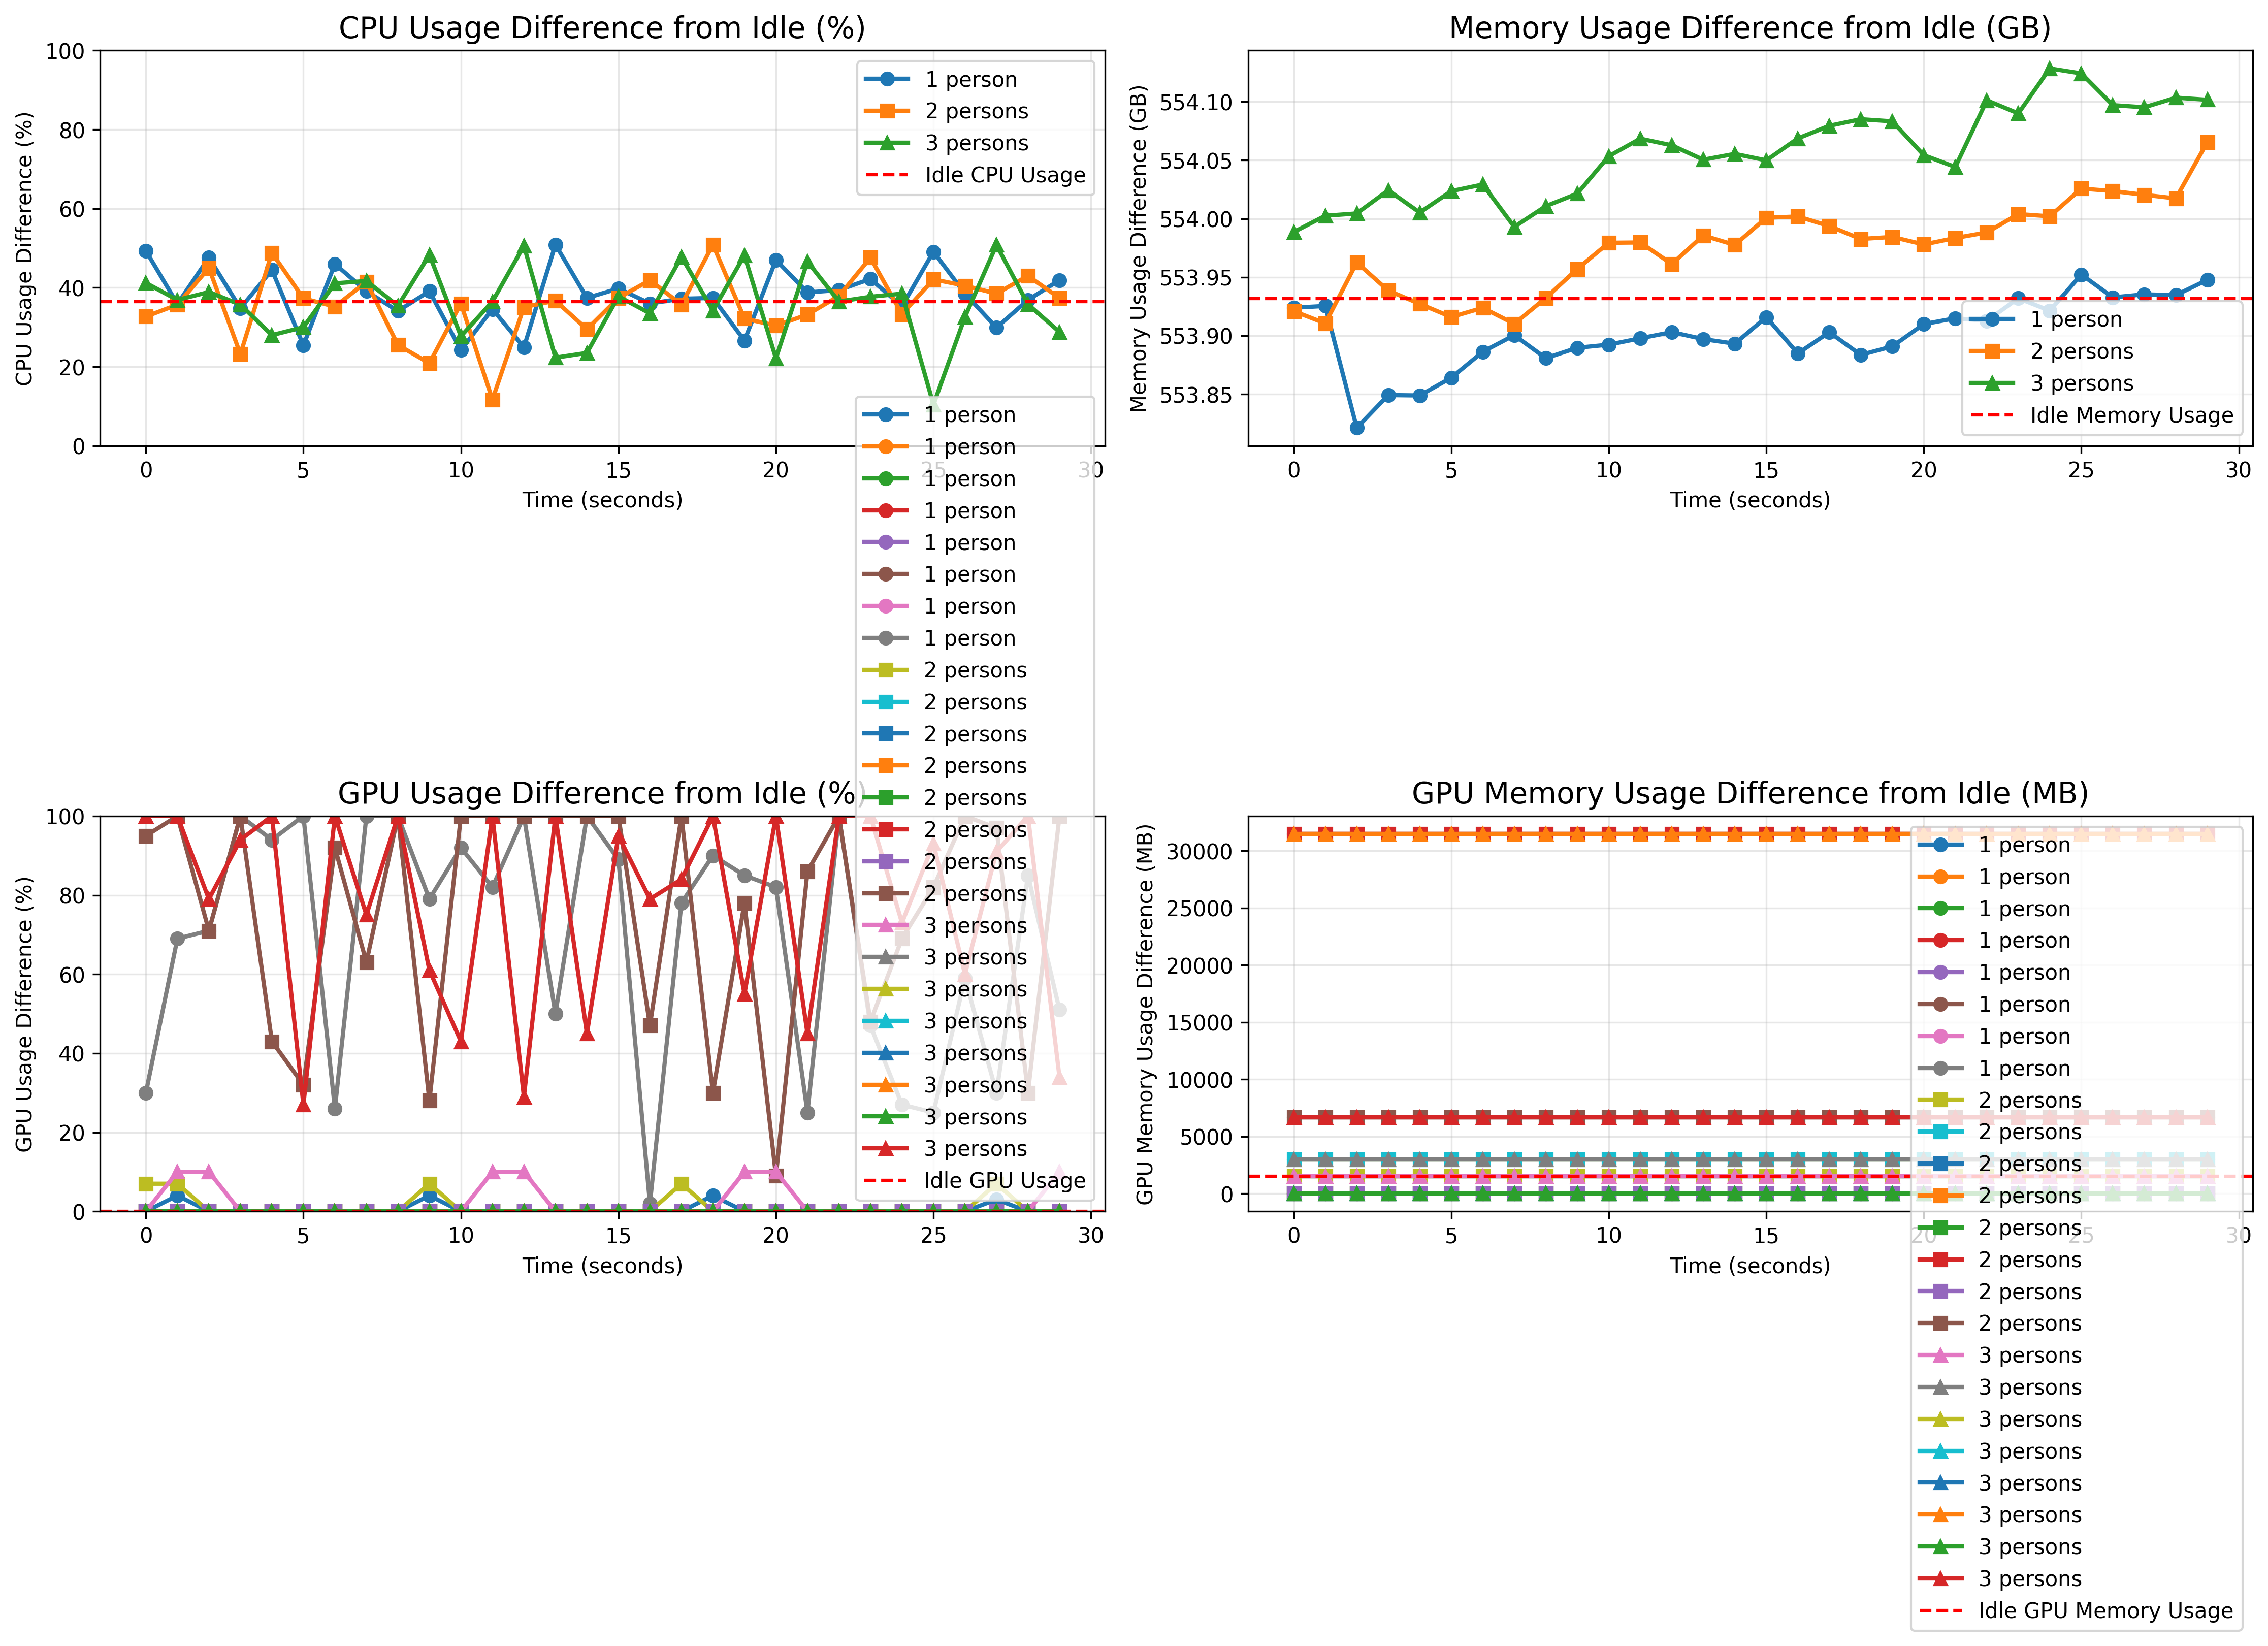 CPU Usage Difference from Idle (%)
CPU Usage Difference (%)
100
80
60
40
20
0
1 person
2 persons
3 persons
Idle CPU Usage
0
5
10
15
20
25
30
Time (seconds)
Memory Usage Difference from Idle (GB)
Memory Usage Difference (GB)
554.10
554.05
554.00
553.95
553.90
553.85
1 person
2 persons
3 persons
Idle Memory Usage
0
5
10
15
20
25
30
Time (seconds)
GPU Usage Difference from Idle (%)
GPU Usage Difference (%)
100
80
60
40
20
0
1 person
1 person
1 person
1 person
1 person
1 person
1 person
1 person
2 persons
2 persons
2 persons
2 persons
2 persons
2 persons
2 persons
2 persons
3 persons
3 persons
3 persons
3 persons
3 persons
3 persons
3 persons
3 persons
Idle GPU Usage
0
5
10
15
20
25
30
Time (seconds)
GPU Memory Usage Difference from Idle (MB)
GPU Memory Usage Difference (MB)
30000
25000
20000
15000
10000
5000
0
1 person
1 person
1 person
1 person
1 person
1 person
1 person
1 person
2 persons
2 persons
2 persons
2 persons
2 persons
2 persons
2 persons
2 persons
3 persons
3 persons
3 persons
3 persons
3 persons
3 persons
3 persons
3 persons
Idle GPU Memory Usage
0
5
10
15
20
25
30
Time (seconds)